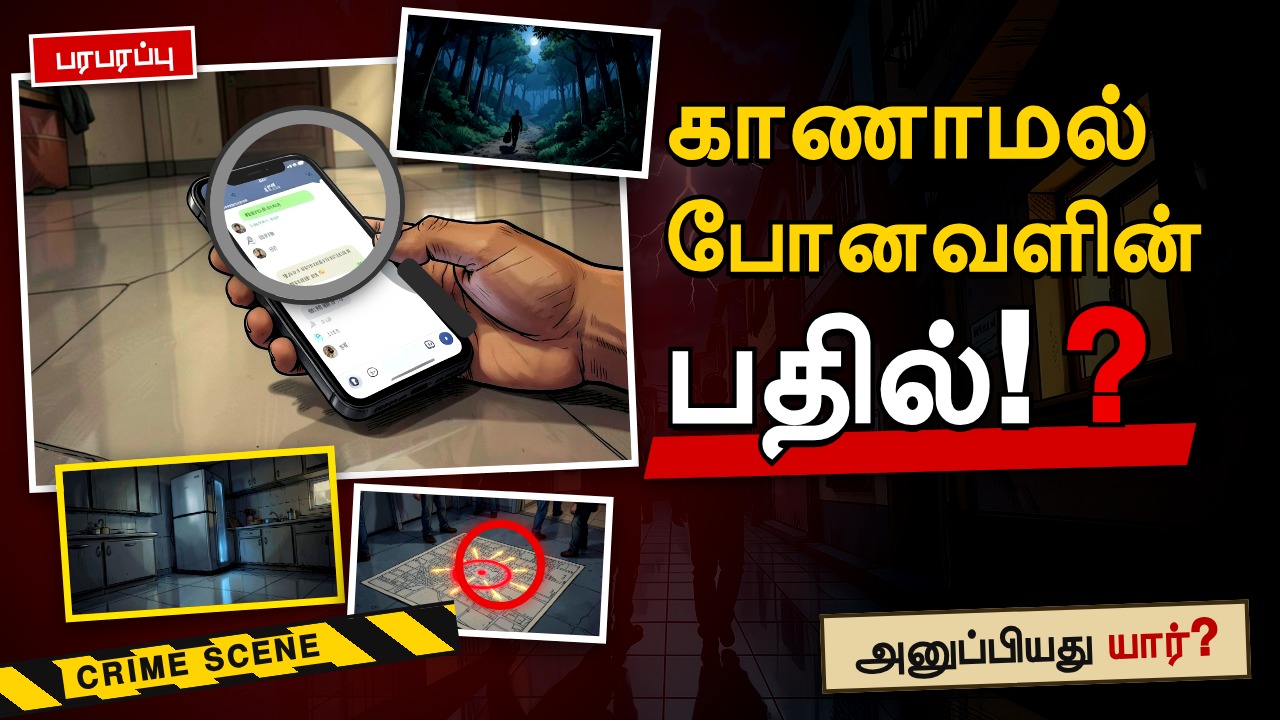 பரபரப்பு
காணாமல்
போனவளின்
பதில்!?
CRIME SCENE
அனுப்பியது யார்?